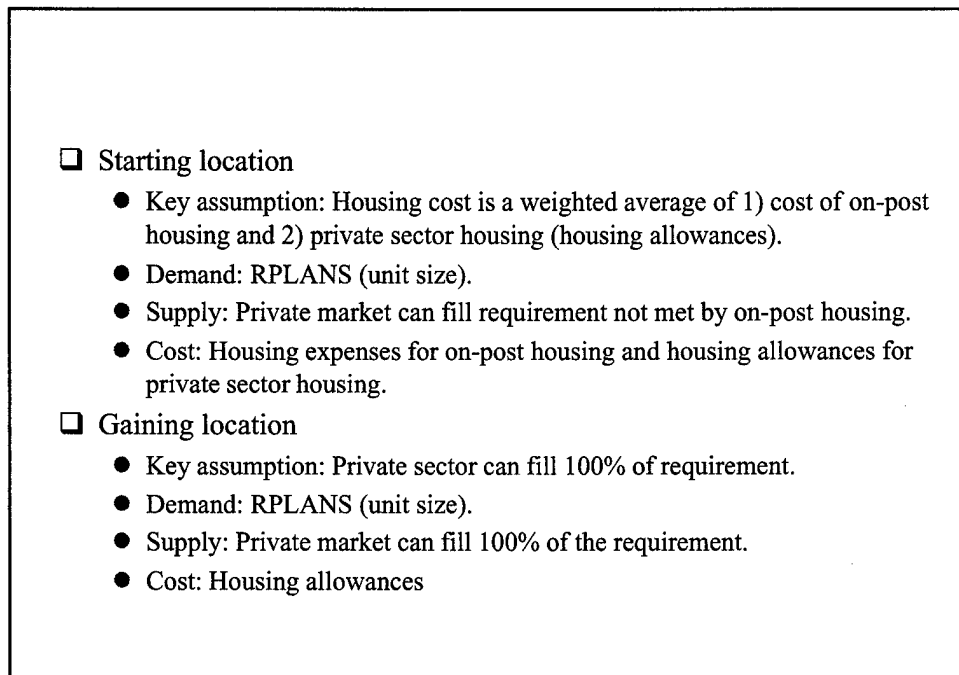 ❑ Starting location
● Key assumption: Housing cost is a weighted average of 1) cost of on-post
housing and 2) private sector housing (housing allowances).
● Demand: RPLANS (unit size).
● Supply: Private market can fill requirement not met by on-post housing.
● Cost: Housing expenses for on-post housing and housing allowances for
private sector housing.
❑ Gaining location
● Key assumption: Private sector can fill 100% of requirement.
● Demand: RPLANS (unit size).
● Supply: Private market can fill 100% of the requirement.
● Cost: Housing allowances